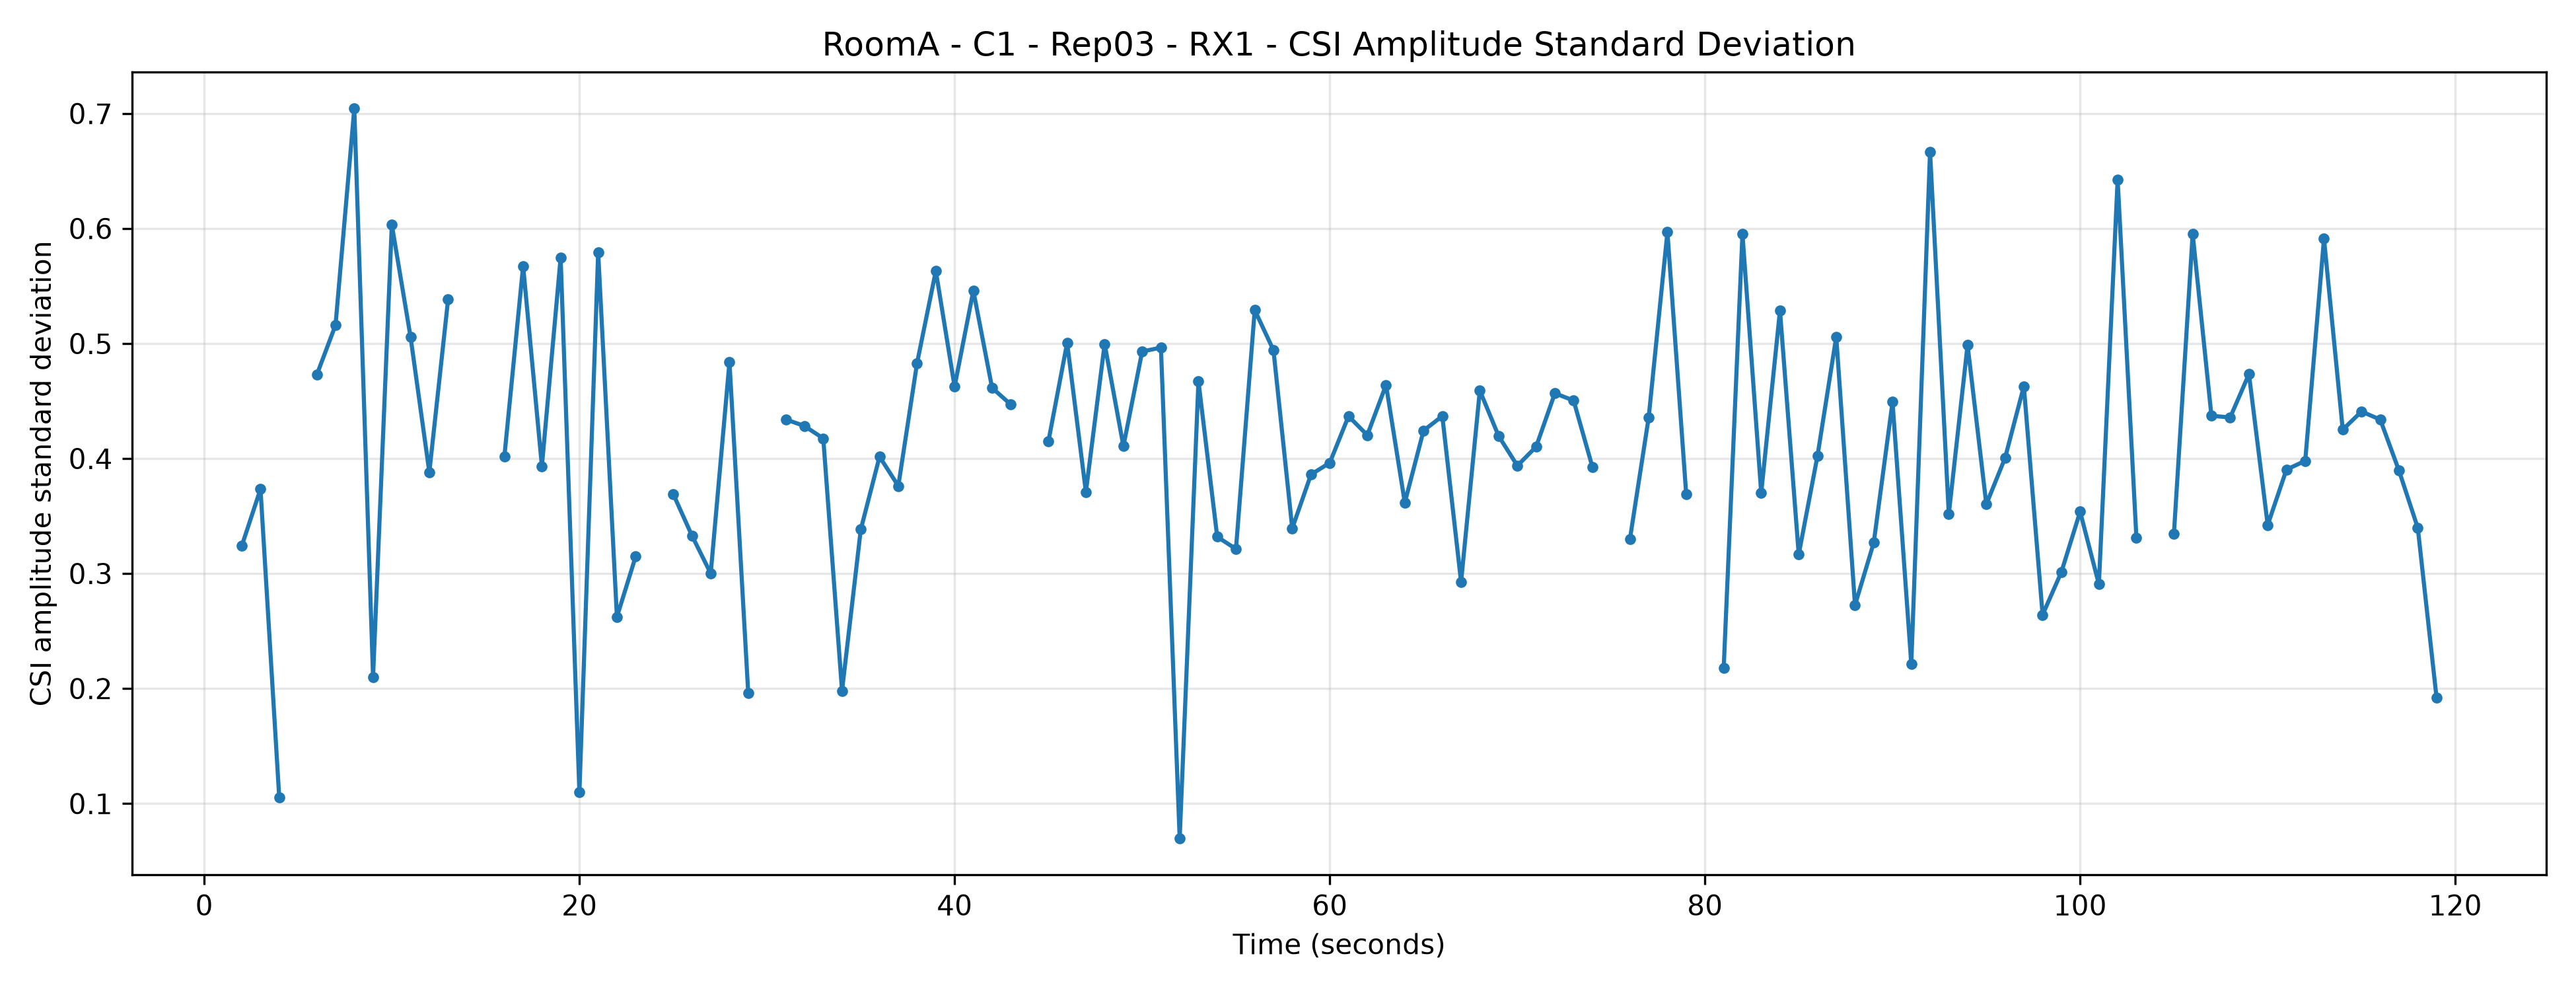 RoomA - C1 - Rep03 - RX1 - CSI Amplitude Standard Deviation
CSI amplitude standard deviation
0.7
0.6
0.5
0.4
0.3
0.2
0.1
0 20 40 60 80 100 120
Time (seconds)